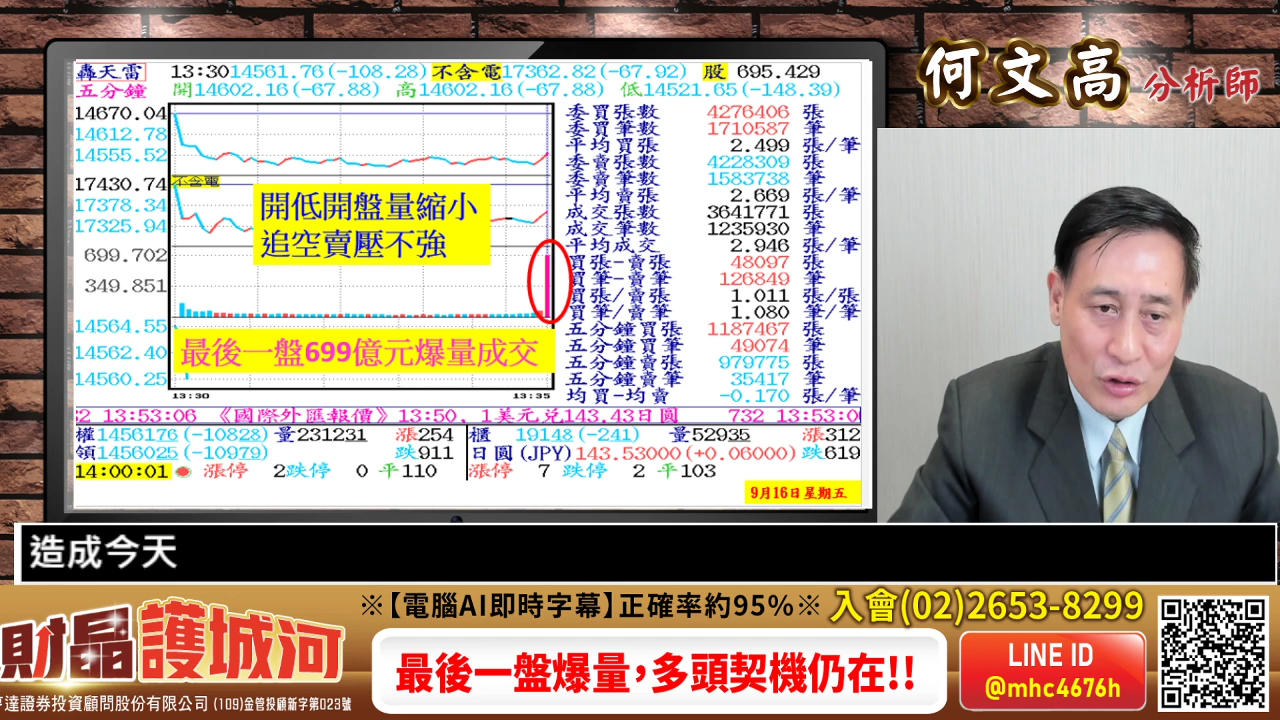 何文高 分析師
轟天雷 13:30 14561.76(-108.28) 不含電 17362.82(-67.92) 股 695.429
五分鐘 開14602.16(-67.88) 高14602.16(-67.88) 低14521.65(-148.39)
14670.04
14612.78
14555.52
17430.74 不含電
17378.34
17325.94
699.702
349.851
14564.55
14562.40
14560.25
13:30 13:35
開低開盤量縮小
追空賣壓不強
最後一盤699億元爆量成交
委買張數 4276406 張
委買筆數 1710587 筆
平均買張 2.499 張/筆
委賣張數 4228309 張
委賣筆數 1583738 筆
平均賣張 2.669 張/筆
成交張數 3641771 張
成交筆數 1235930 筆
平均成交 2.946 張/筆
買張-賣張 48097 張
買筆-賣筆 126849 筆
買張/賣張 1.011 張/張
買筆/賣筆 1.080 筆/筆
五分鐘買張 1187467 張
五分鐘買筆 49074 筆
五分鐘賣張 979775 張
五分鐘賣筆 35417 筆
均買-均賣 -0.170 張/筆
32 13:53:06 《國際外匯報價》13:50, 1美元兌143.43日圓 732 13:53:0
權1456176(-10828) 量231231 漲254 櫃 19148(-241) 量52935 漲312
領1456025(-10979) 跌911 日圓(JPY)143.53000(+0.06000) 跌619
14:00:01 漲停 2跌停 0 平110 漲停 7 跌停 2 平103
9月16日星期五
造成今天
※【電腦AI即時字幕】正確率約95%※ 入會(02)2653-8299
財晶護城河
最後一盤爆量,多頭契機仍在!!
LINE ID
@mhc4676h
亨達證券投資顧問股份有限公司 (109)金管投顧新字第023號